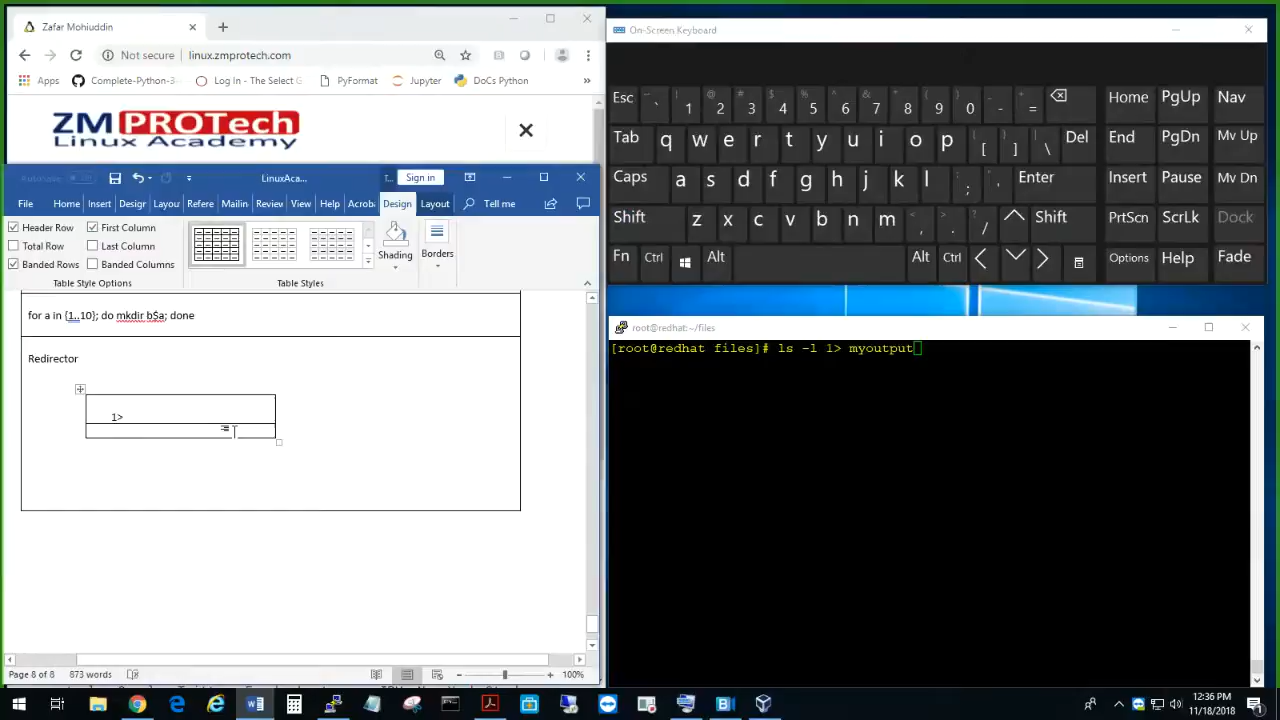 Zafar Mohiuddin
Not secure
linux.zmprotech.com
Apps
Complete-Python-3-
Log In - The Select G
PyFormat
Jupyter
DoCs Python
»
ZM PROTech
Linux Academy
AutoSave
LinuxAca...
T...
Sign in
File
Home
Insert
Design
Layou
Refere
Mailin
Review
View
Help
Acroba
Design
Layout
Tell me
Header Row
First Column
Total Row
Last Column
Banded Rows
Banded Columns
Table Style Options
Table Styles
Shading
Borders
for a in {1..10}; do mkdir b$a; done
Redirector
1>
Page 8 of 8
873 words
100%
On-Screen Keyboard
Esc ~ ` ! 1 @ 2 # 3 $ 4 % 5 ^ 6 & 7 * 8 ( 9 ) 0 _ - + = Home PgUp Nav
Tab q w e r t y u i o p { [ } ] | \ Del End PgDn Mv Up
Caps a s d f g h j k l : ; " ' Enter Insert Pause Mv Dn
Shift z x c v b n m < , > . ? / Shift PrtScn ScrLk Dock
Fn Ctrl Alt Alt Ctrl Options Help Fade
root@redhat:~/files
[root@redhat files]# ls -l 1> myoutput
12:36 PM
11/18/2018